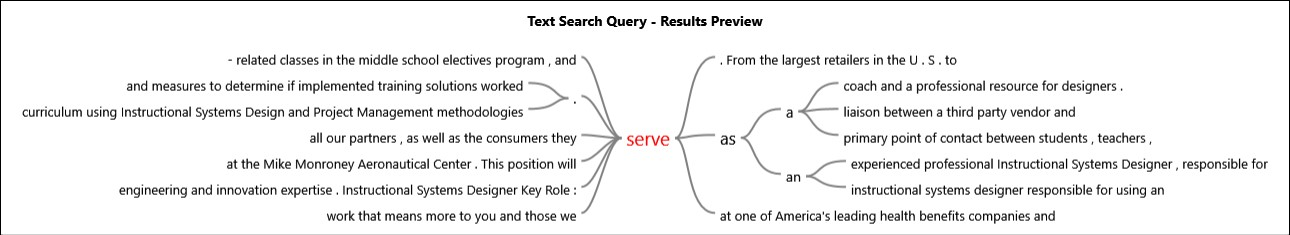 Text Search Query - Results Preview
- related classes in the middle school electives program , and
and measures to determine if implemented training solutions worked
curriculum using Instructional Systems Design and Project Management methodologies
.
all our partners , as well as the consumers they
at the Mike Monroney Aeronautical Center . This position will
engineering and innovation expertise . Instructional Systems Designer Key Role :
work that means more to you and those we
serve
. From the largest retailers in the U . S . to
as
a
coach and a professional resource for designers .
liaison between a third party vendor and
primary point of contact between students , teachers ,
an
experienced professional Instructional Systems Designer , responsible for
instructional systems designer responsible for using an
at one of America's leading health benefits companies and